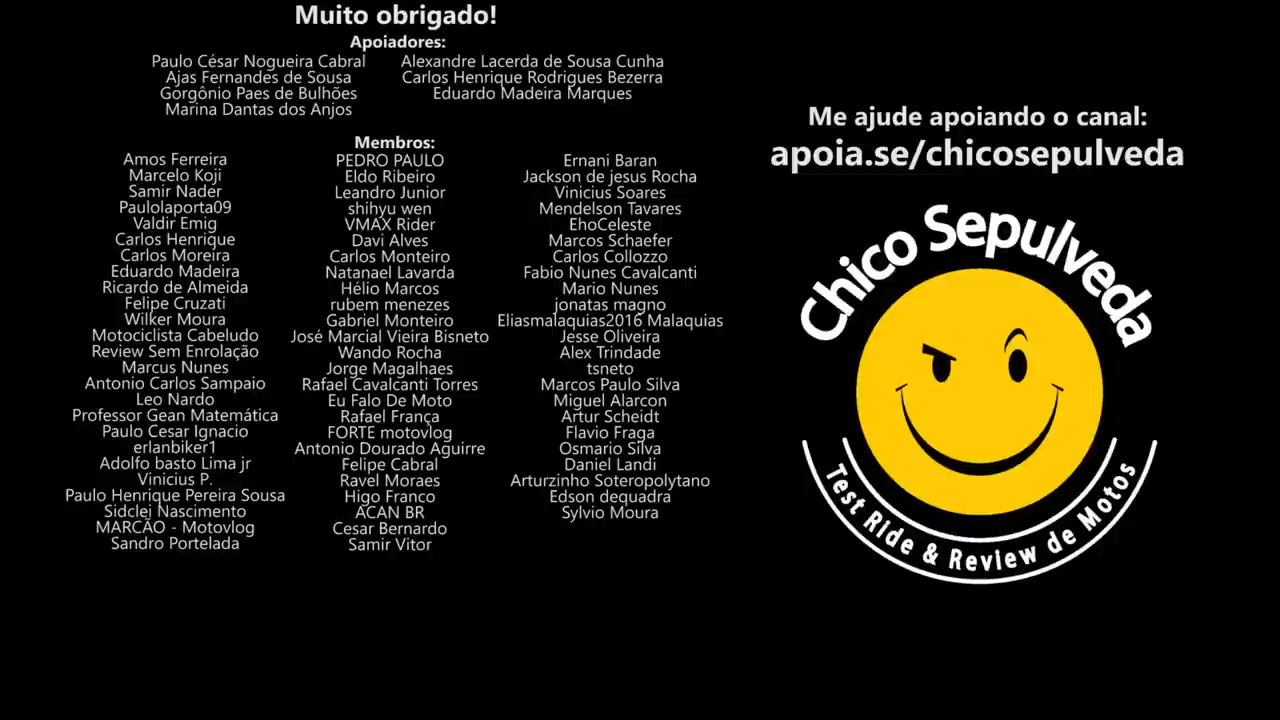 Muito obrigado!
Apoiadores:
Paulo César Nogueira Cabral
Ajas Fernandes de Sousa
Gorgônio Paes de Bulhões
Marina Dantas dos Anjos
Alexandre Lacerda de Sousa Cunha
Carlos Henrique Rodrigues Bezerra
Eduardo Madeira Marques
Membros:
Amos Ferreira
Marcelo Koji
Samir Nader
Paulolaporta09
Valdir Emig
Carlos Henrique
Carlos Moreira
Eduardo Madeira
Ricardo de Almeida
Felipe Cruzati
Wilker Moura
Motociclista Cabeludo
Review Sem Enrolação
Marcus Nunes
Antonio Carlos Sampaio
Leo Nardo
Professor Gean Matemática
Paulo Cesar Ignacio
erlanbiker1
Adolfo basto Lima jr
Vinicius P.
Paulo Henrique Pereira Sousa
Sidclei Nascimento
MARCÃO - Motovlog
Sandro Portelada
PEDRO PAULO
Eldo Ribeiro
Leandro Junior
shihyu wen
VMAX Rider
Davi Alves
Carlos Monteiro
Natanael Lavarda
Hélio Marcos
rubem menezes
Gabriel Monteiro
José Marcial Vieira Bisneto
Wando Rocha
Jorge Magalhaes
Rafael Cavalcanti Torres
Eu Falo De Moto
Rafael França
FORTE motovlog
Antonio Dourado Aguirre
Felipe Cabral
Ravel Moraes
Higo Franco
ACAN BR
Cesar Bernardo
Samir Vitor
Ernani Baran
Jackson de jesus Rocha
Vinicius Soares
Mendelson Tavares
EhoCeleste
Marcos Schaefer
Carlos Collozzo
Fabio Nunes Cavalcanti
Mario Nunes
jonatas magno
Eliasmalaquias2016 Malaquias
Jesse Oliveira
Alex Trindade
tsneto
Marcos Paulo Silva
Miguel Alarcon
Artur Scheidt
Flavio Fraga
Osmario Silva
Daniel Landi
Arturzinho Soteropolytano
Edson dequadra
Sylvio Moura
Me ajude apoiando o canal:
apoia.se/chicosepulveda
Chico Sepulveda
Test Ride & Review de Motos